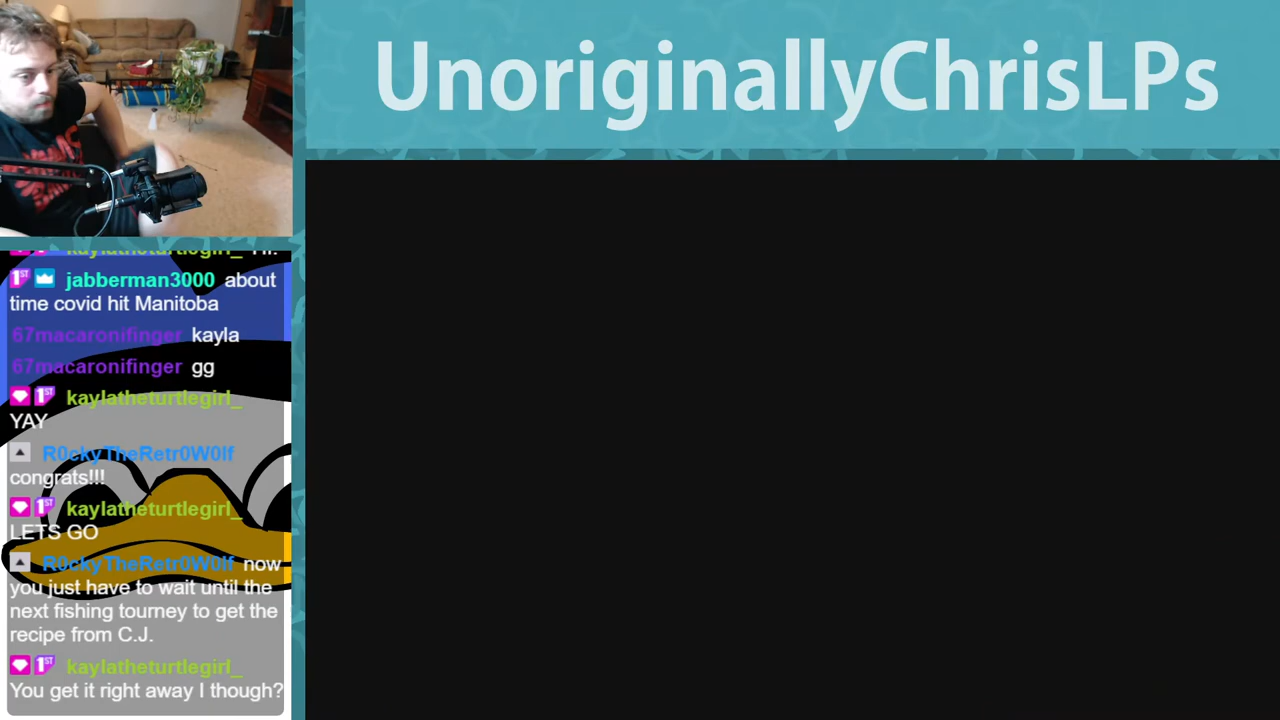 UnoriginallyChrisLPs
kaylatheturtlegirl_ Hi!
jabberman3000 about
time covid hit Manitoba
67macaronifinger kayla
67macaronifinger gg
kaylatheturtlegirl_
YAY
R0ckyTheRetr0W0lf
congrats!!!
kaylatheturtlegirl_
LETS GO
R0ckyTheRetr0W0lf now
you just have to wait until the
next fishing tourney to get the
recipe from C.J.
kaylatheturtlegirl_
You get it right away I though?